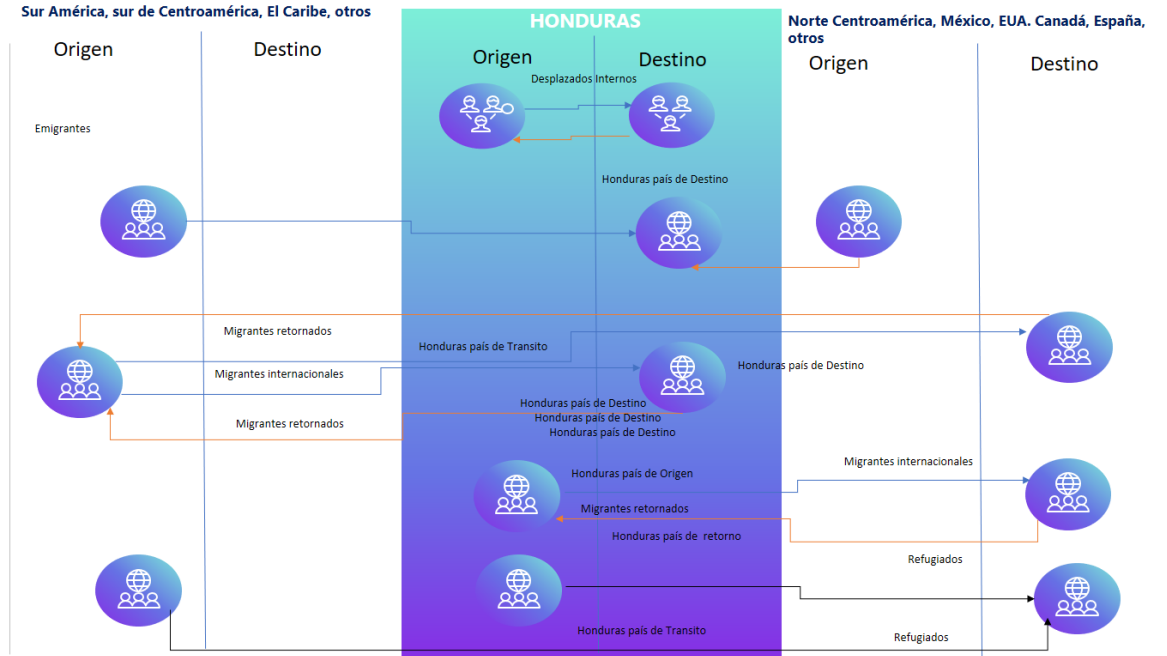 Sur América, sur de Centroamérica, El Caribe, otros
HONDURAS
Norte Centroamérica, México, EUA. Canadá, España,
otros
Origen
Destino
Origen
Destino
Origen
Destino
Desplazados Internos
Emigrantes
Honduras país de Destino
Migrantes retornados
Honduras país de Transito
Migrantes internacionales
Honduras país de Destino
Honduras país de Destino
Honduras país de Destino
Honduras país de Destino
Migrantes retornados
Migrantes internacionales
Honduras país de Origen
Migrantes retornados
Honduras país de  retorno
Refugiados
Honduras país de Transito
Refugiados